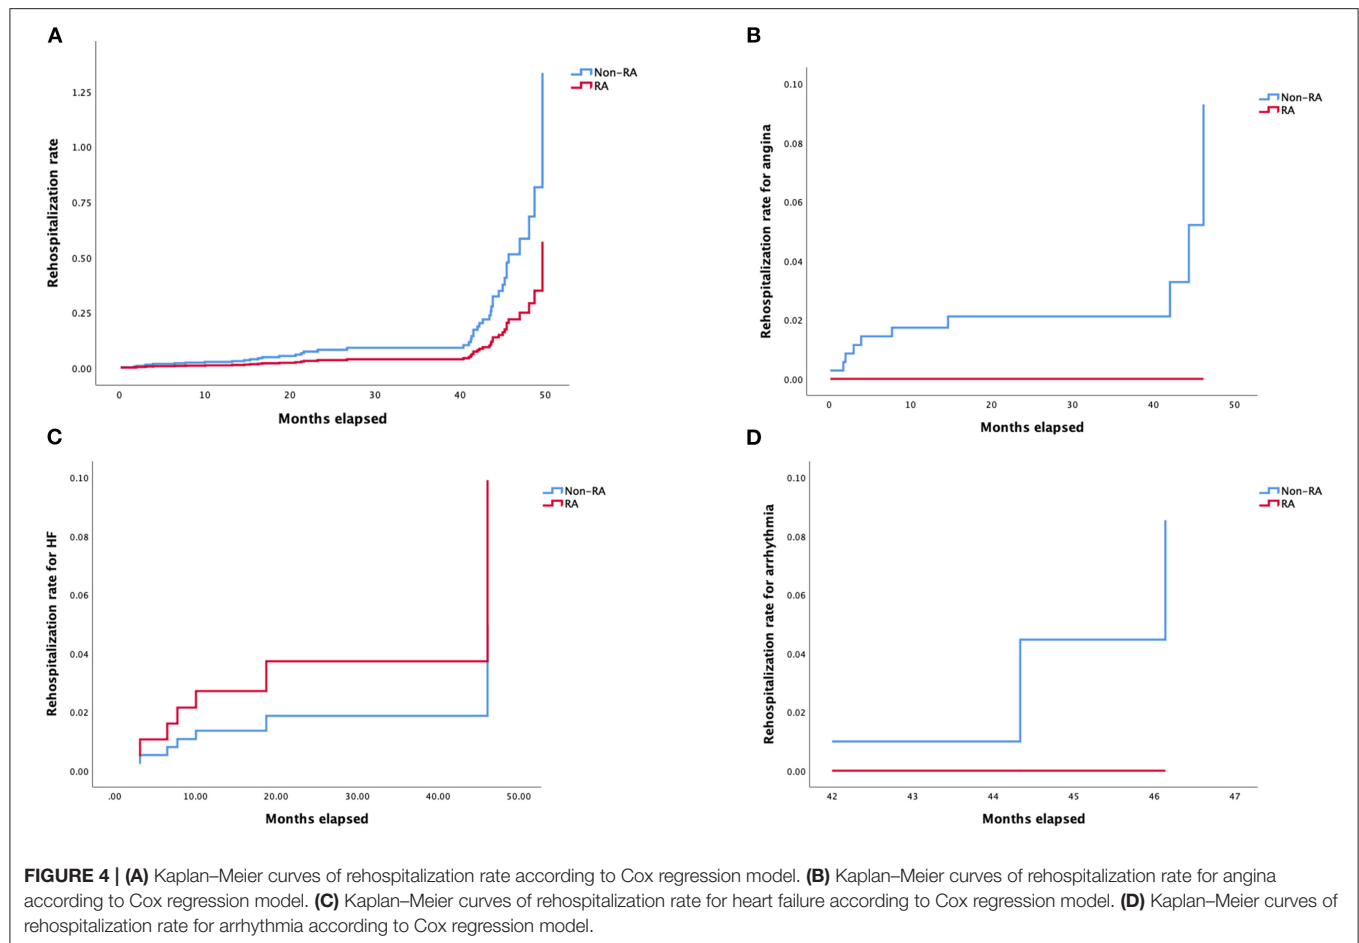 A
Non–RA
RA
Rehospitalization rate
1.25
1.00
0.75
0.50
0.25
0.00
0 10 20 30 40 50
Months elapsed
B
Non–RA
RA
Rehospitalization rate for angina
0.10
0.08
0.06
0.04
0.02
0.00
0 10 20 30 40 50
Months elapsed
C
Non–RA
RA
Rehospitalization rate for HF
0.10
0.08
0.06
0.04
0.02
0.00
.00 10.00 20.00 30.00 40.00 50.00
Months elapsed
D
Non–RA
RA
Rehospitalization rate for arrhythmia
0.10
0.08
0.06
0.04
0.02
0.00
42 43 44 45 46 47
Months elapsed
FIGURE 4 | (A) Kaplan–Meier curves of rehospitalization rate according to Cox regression model. (B) Kaplan–Meier curves of rehospitalization rate for angina
according to Cox regression model. (C) Kaplan–Meier curves of rehospitalization rate for heart failure according to Cox regression model. (D) Kaplan–Meier curves of
rehospitalization rate for arrhythmia according to Cox regression model.